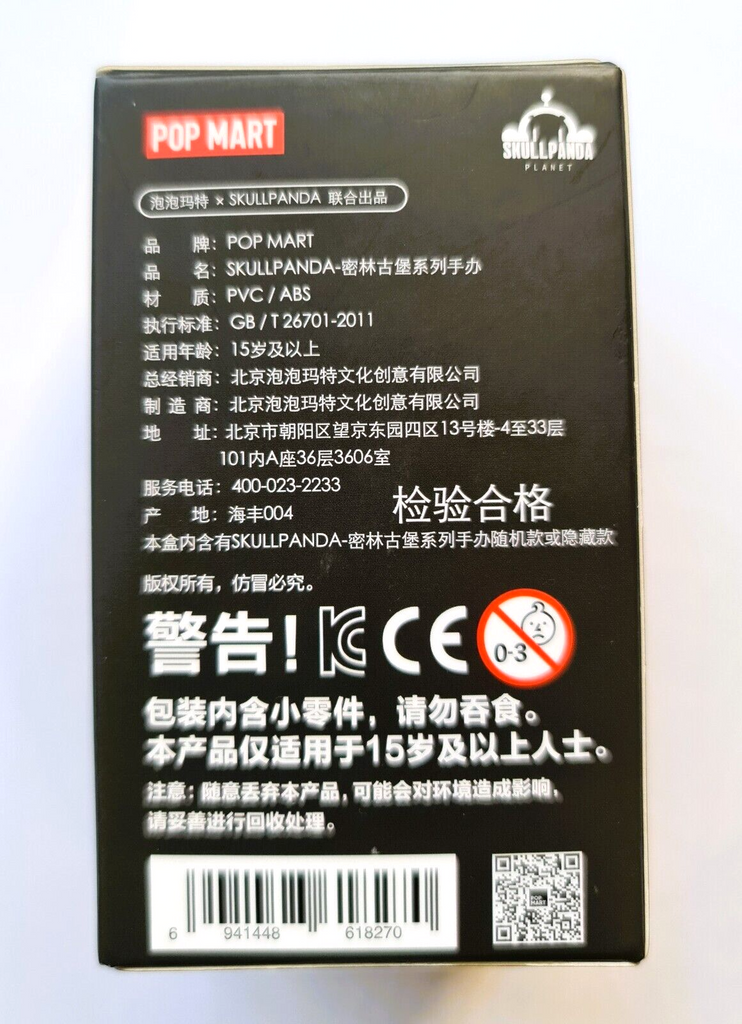 POP MART
SKULLPANDA
PLANET
泡泡玛特 × SKULLPANDA 联合出品
品 牌：POP MART
品 名：SKULLPANDA-密林古堡系列手办
材 质：PVC / ABS
执行标准：GB / T 26701-2011
适用年龄：15岁及以上
总经销商：北京泡泡玛特文化创意有限公司
制 造 商：北京泡泡玛特文化创意有限公司
地 址：北京市朝阳区望京东园四区13号楼-4至33层
101内A座36层3606室
服务电话：400-023-2233
产 地：海丰004
检验合格
本盒内含有SKULLPANDA-密林古堡系列手办随机款或隐藏款
版权所有，仿冒必究。
警告！KC CE 0-3
包装内含小零件，请勿吞食。
本产品仅适用于15岁及以上人士。
注意：随意丢弃本产品，可能会对环境造成影响，
请妥善进行回收处理。
6 941448 618270
POP MART